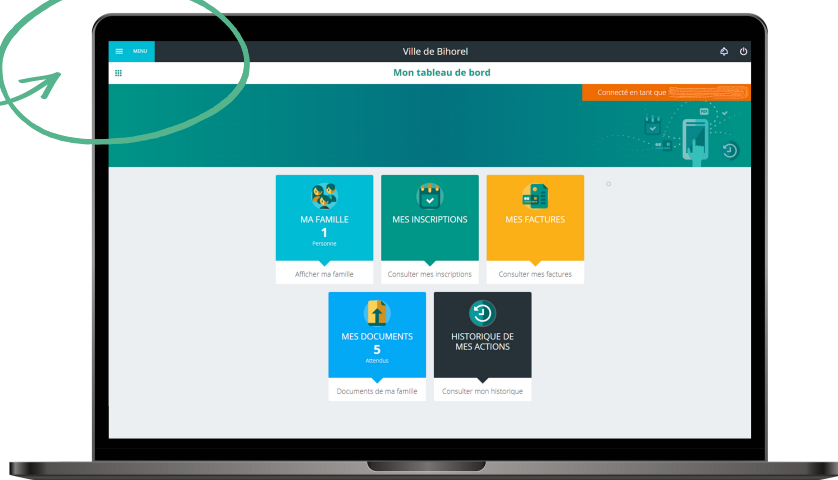 MENU
Ville de Bihorel
Mon tableau de bord
Connecté en tant que
MA FAMILLE
1
Personne
Afficher ma famille
MES INSCRIPTIONS
Consulter mes inscriptions
MES FACTURES
Consulter mes factures
MES DOCUMENTS
5
Attendus
Documents de ma famille
HISTORIQUE DE
MES ACTIONS
Consulter mon historique